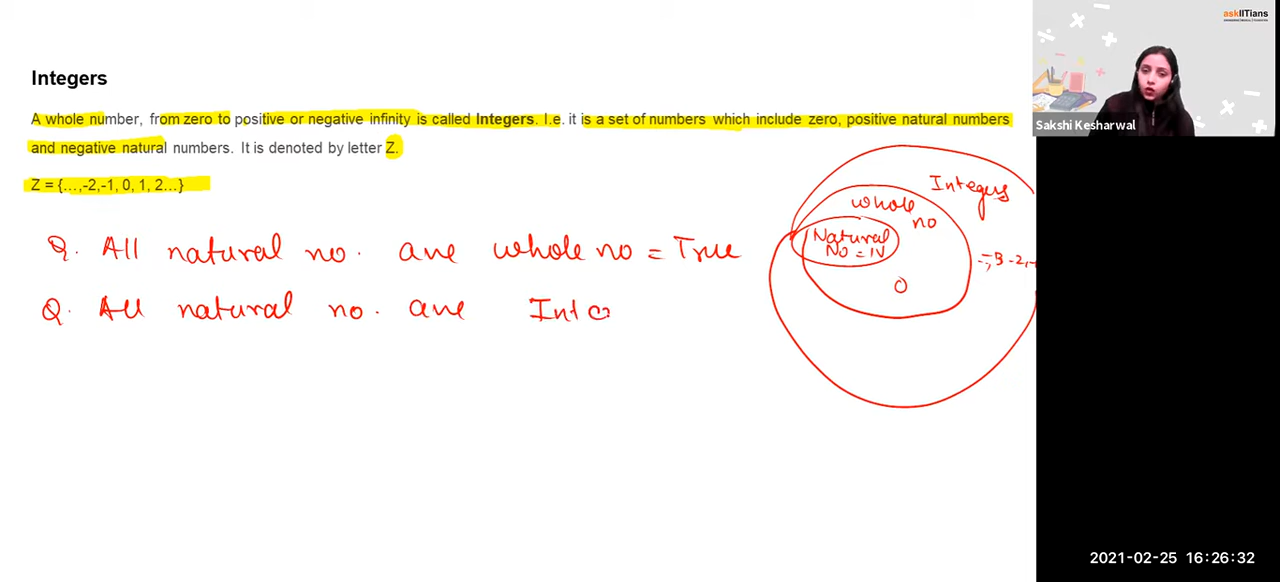 askIITians
Integers
A whole number, from zero to positive or negative infinity is called Integers. I.e. it is a set of numbers which include zero, positive natural numbers
and negative natural numbers. It is denoted by letter Z.
Sakshi Kesharwal
Z = {…,-2,-1, 0, 1, 2…}
Integers
whole
no
Natural
No = N
-3 -2,
0
Q. All natural no. are whole no = True
Q. All natural no. are Inte
2021-02-25 16:26:32